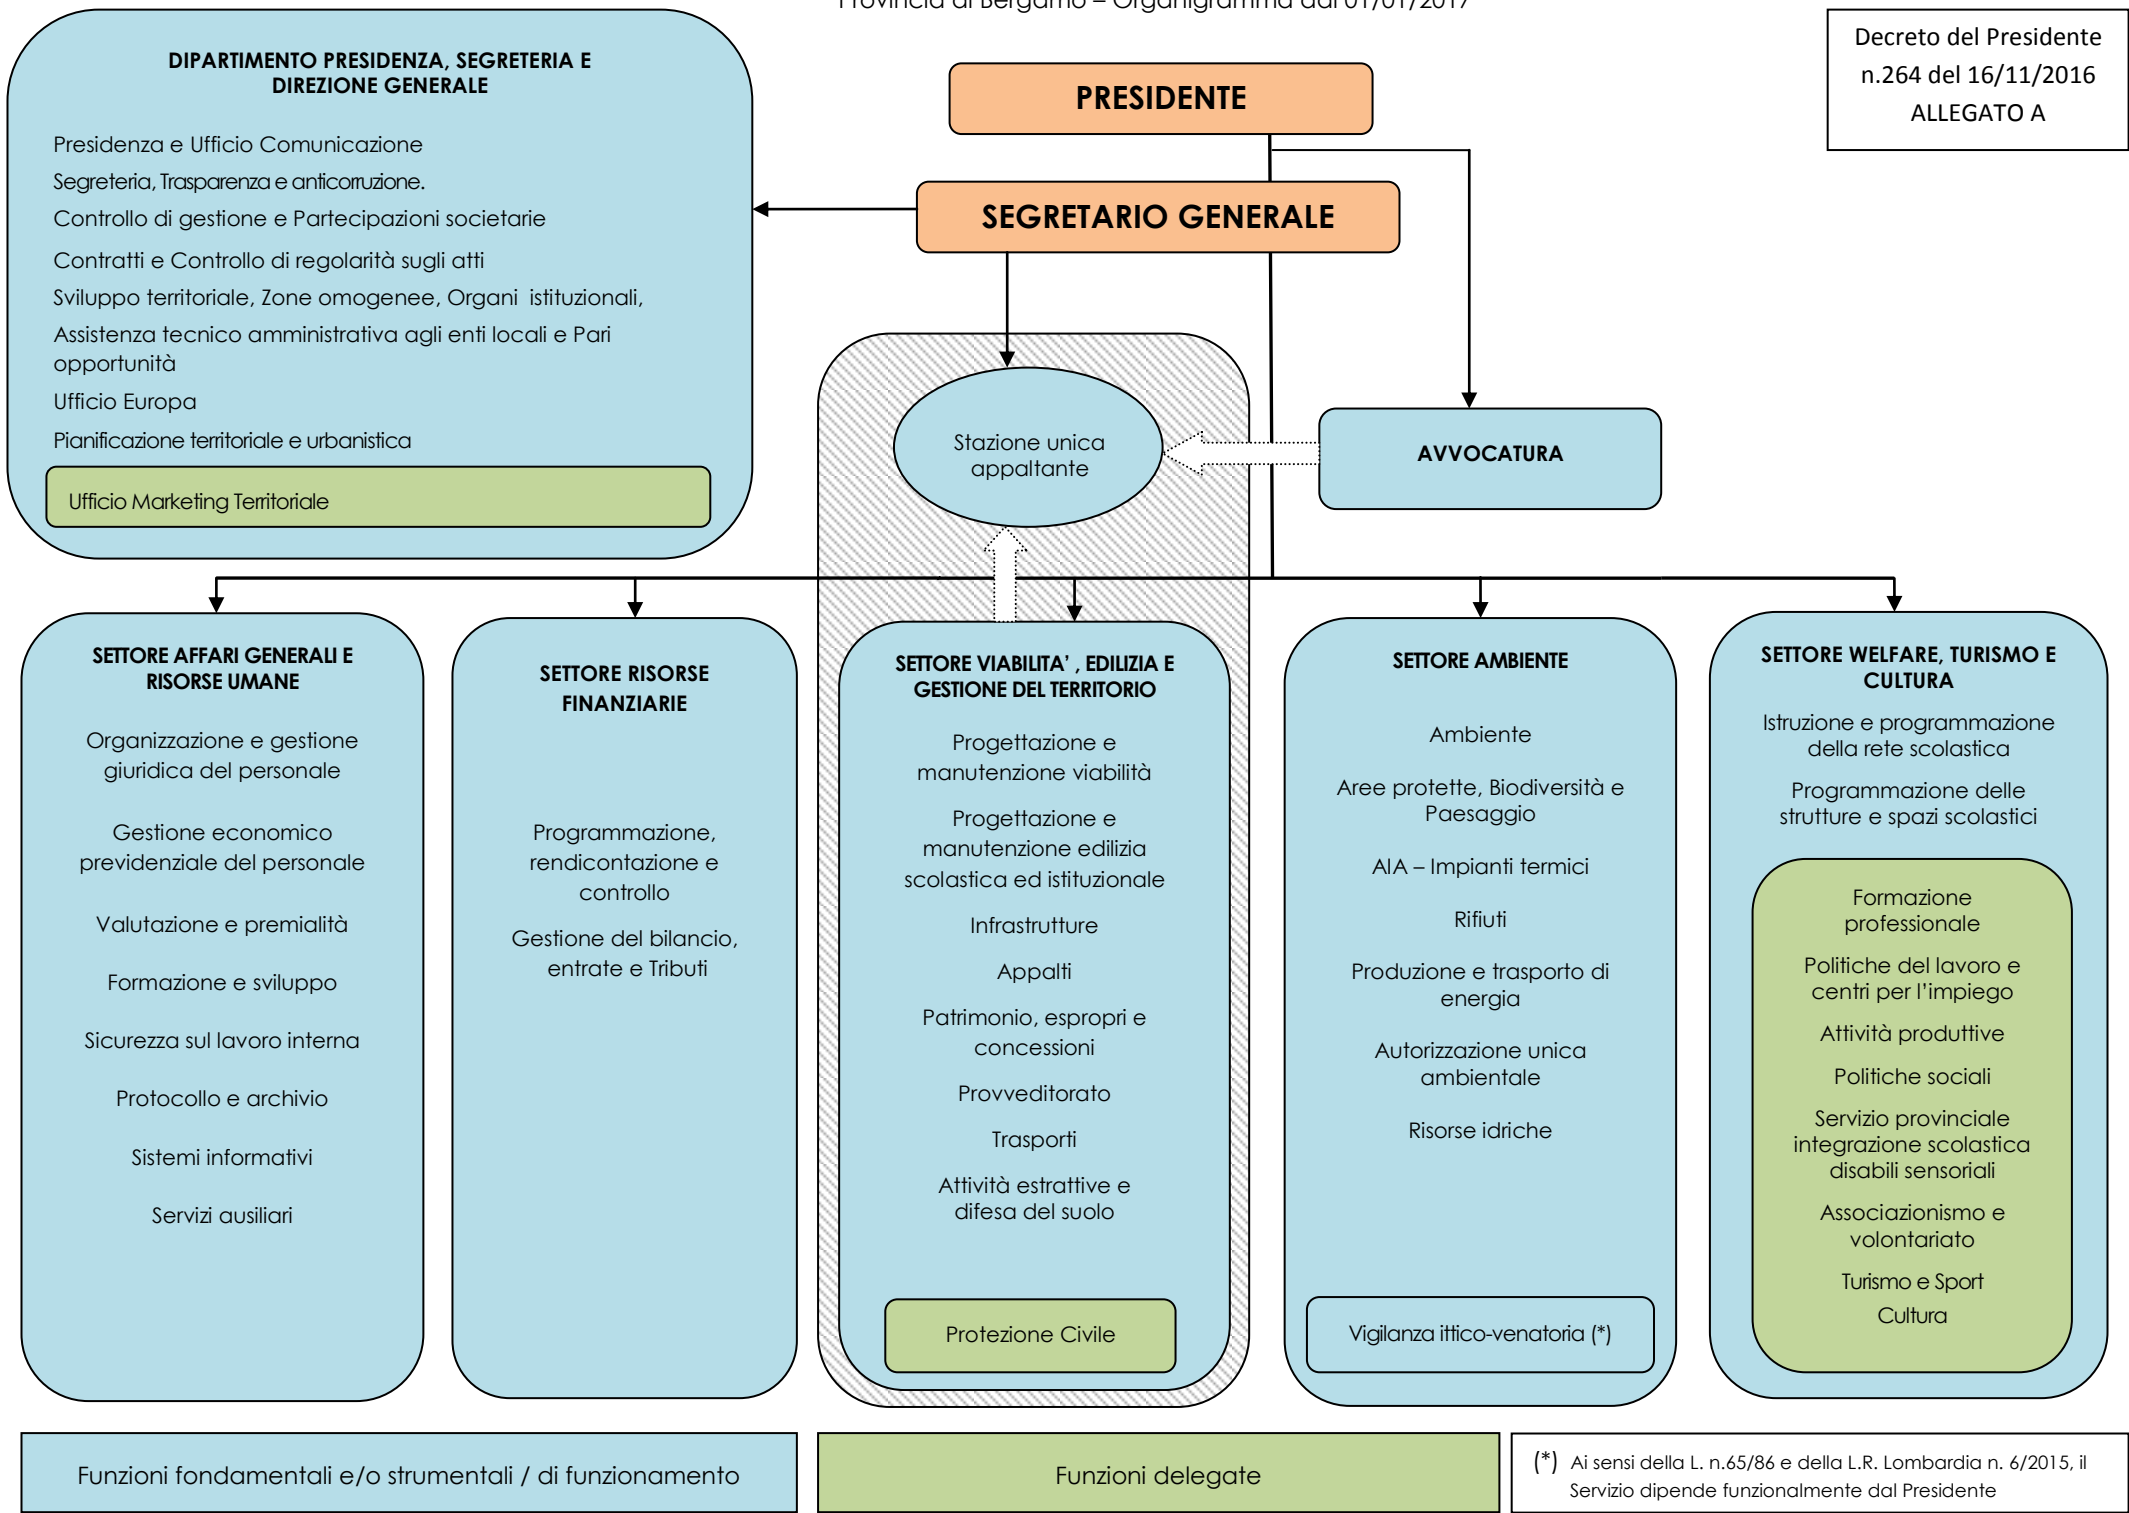 Provincia di Bergamo – Organigramma dal 01/01/2017
Decreto del Presidente
n.264 del 16/11/2016
ALLEGATO A
DIPARTIMENTO PRESIDENZA, SEGRETERIA E
DIREZIONE GENERALE
Presidenza e Ufficio Comunicazione
Segreteria, Trasparenza e anticorruzione.
Controllo di gestione e Partecipazioni societarie
Contratti e Controllo di regolarità sugli atti
Sviluppo territoriale, Zone omogenee, Organi istituzionali,
Assistenza tecnico amministrativa agli enti locali e Pari
opportunità
Ufficio Europa
Pianificazione territoriale e urbanistica
Ufficio Marketing Territoriale
PRESIDENTE
SEGRETARIO GENERALE
Stazione unica
appaltante
AVVOCATURA
SETTORE AFFARI GENERALI E
RISORSE UMANE
Organizzazione e gestione
giuridica del personale
Gestione economico
previdenziale del personale
Valutazione e premialità
Formazione e sviluppo
Sicurezza sul lavoro interna
Protocollo e archivio
Sistemi informativi
Servizi ausiliari
SETTORE RISORSE
FINANZIARIE
Programmazione,
rendicontazione e
controllo
Gestione del bilancio,
entrate e Tributi
SETTORE VIABILITA’ , EDILIZIA E
GESTIONE DEL TERRITORIO
Progettazione e
manutenzione viabilità
Progettazione e
manutenzione edilizia
scolastica ed istituzionale
Infrastrutture
Appalti
Patrimonio, espropri e
concessioni
Provveditorato
Trasporti
Attività estrattive e
difesa del suolo
Protezione Civile
SETTORE AMBIENTE
Ambiente
Aree protette, Biodiversità e
Paesaggio
AIA – Impianti termici
Rifiuti
Produzione e trasporto di
energia
Autorizzazione unica
ambientale
Risorse idriche
Vigilanza ittico-venatoria (*)
SETTORE WELFARE, TURISMO E
CULTURA
Istruzione e programmazione
della rete scolastica
Programmazione delle
strutture e spazi scolastici
Formazione
professionale
Politiche del lavoro e
centri per l’impiego
Attività produttive
Politiche sociali
Servizio provinciale
integrazione scolastica
disabili sensoriali
Associazionismo e
volontariato
Turismo e Sport
Cultura
Funzioni fondamentali e/o strumentali / di funzionamento
Funzioni delegate
(*) Ai sensi della L. n.65/86 e della L.R. Lombardia n. 6/2015, il
Servizio dipende funzionalmente dal Presidente